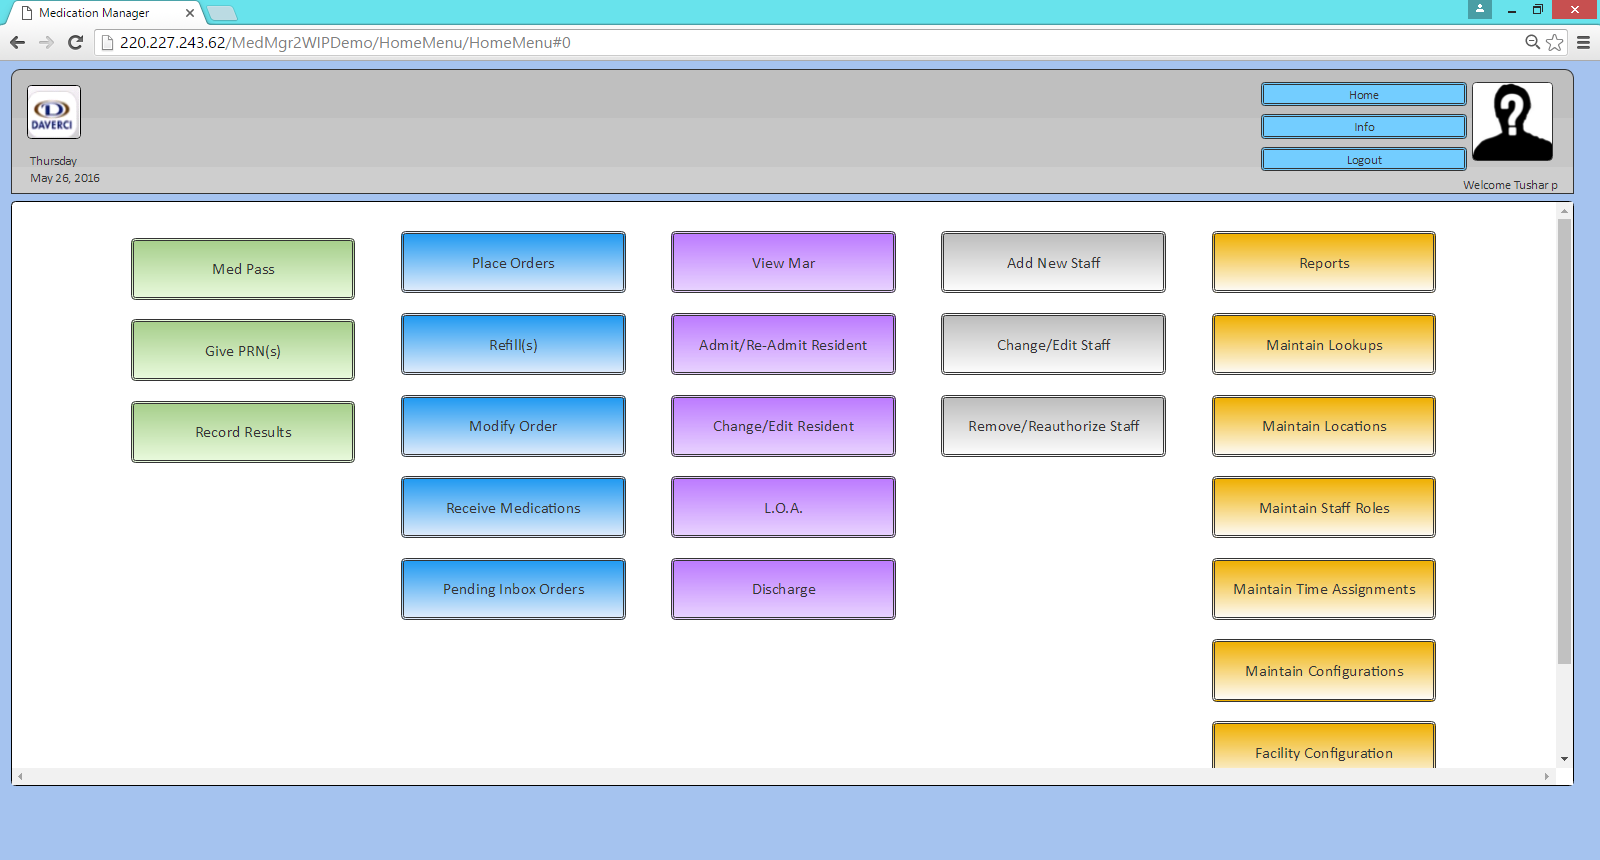 Medication Manager
220.227.243.62/MedMgr2WIPDemo/HomeMenu/HomeMenu#0
DAVERCI
Thursday
May 26, 2016
Home
Info
Logout
Welcome Tushar p
Med Pass
Give PRN(s)
Record Results
Place Orders
Refill(s)
Modify Order
Receive Medications
Pending Inbox Orders
View Mar
Admit/Re-Admit Resident
Change/Edit Resident
L.O.A.
Discharge
Add New Staff
Change/Edit Staff
Remove/Reauthorize Staff
Reports
Maintain Lookups
Maintain Locations
Maintain Staff Roles
Maintain Time Assignments
Maintain Configurations
Facility Configuration